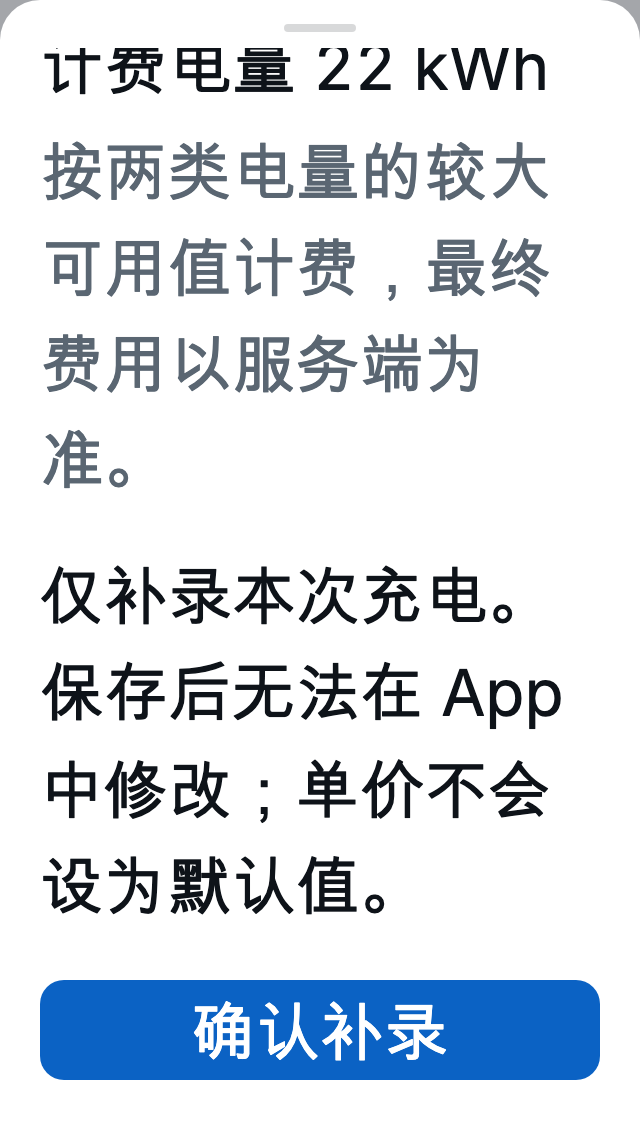 计费电量 22 kWh
按两类电量的较大
可用值计费，最终
费用以服务端为
准。
仅补录本次充电。
保存后无法在 App
中修改；单价不会
设为默认值。
确认补录